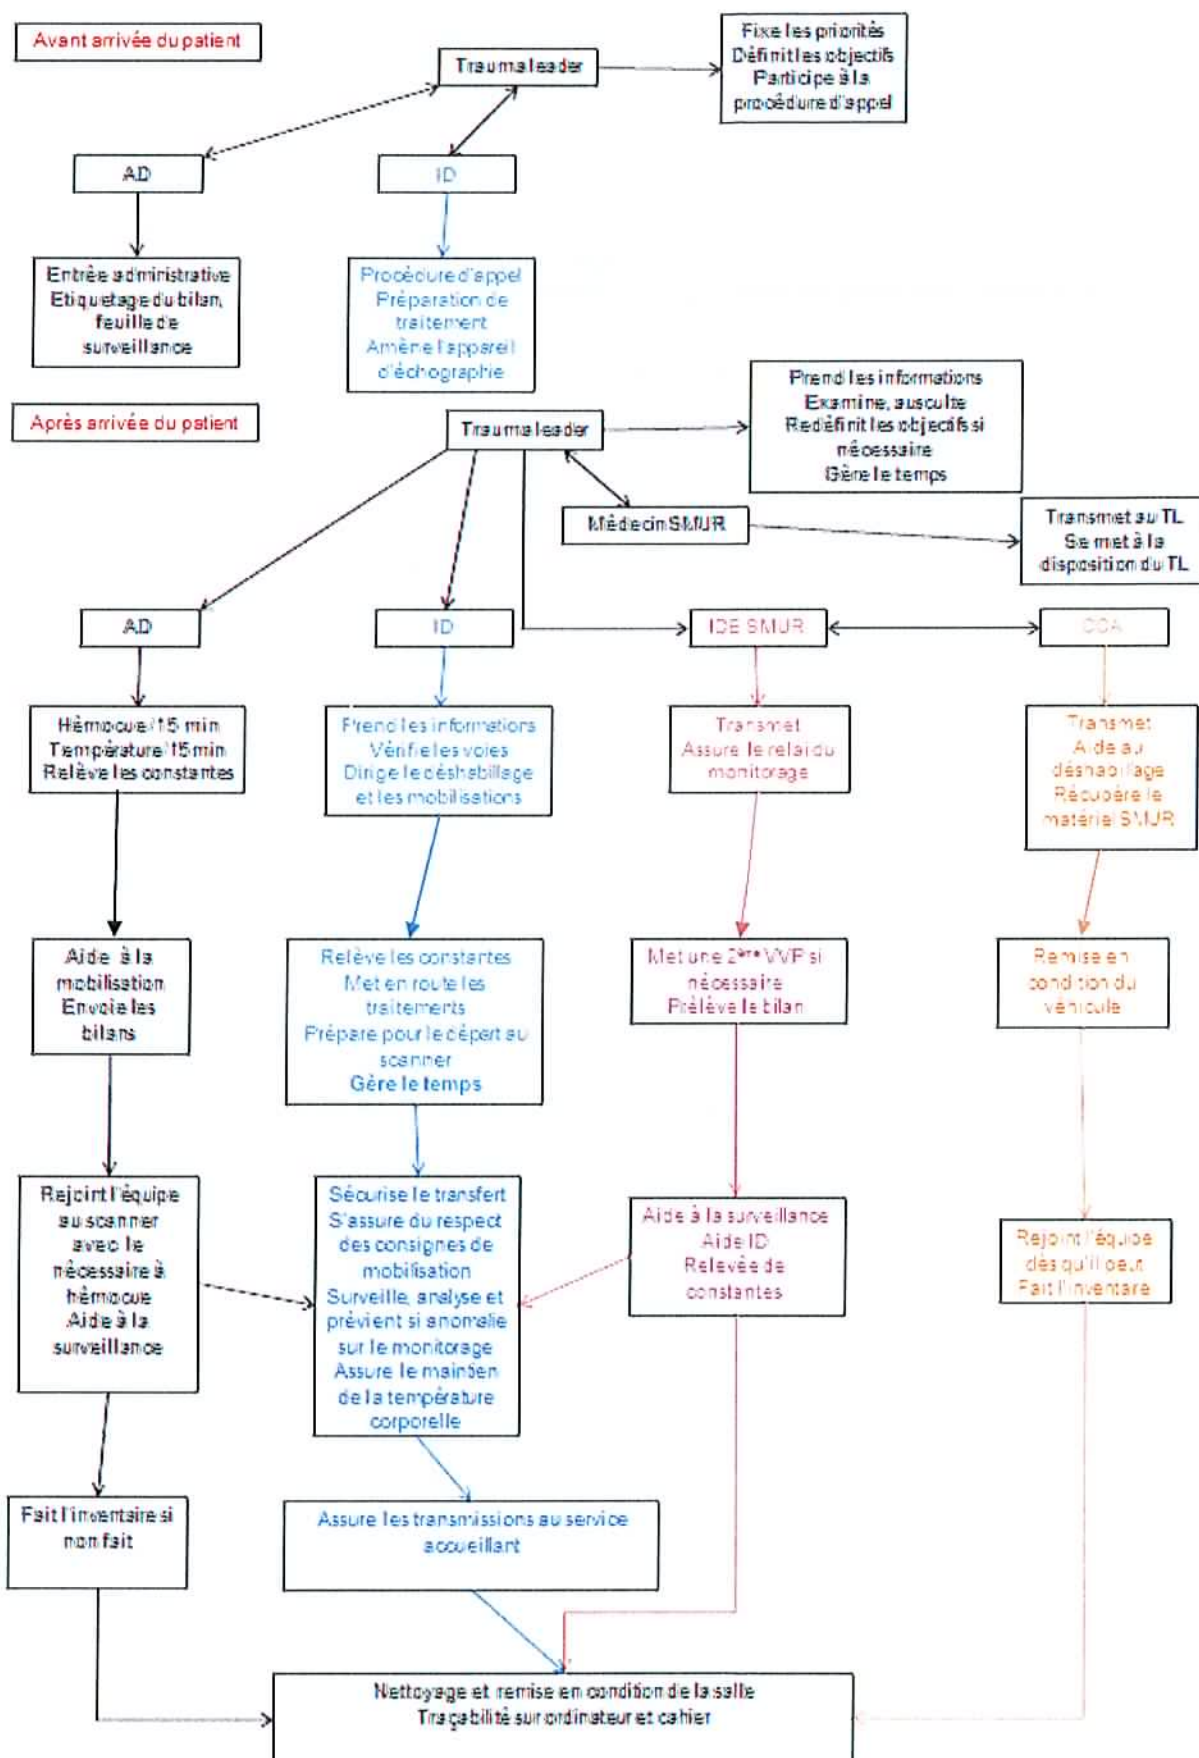 Avant arrivée du patient
Trauma leader
Fixe les priorités
Définit les objectifs
Participe à la
procédure d'appel
AD
ID
Entrée administrative
Etiquetage du bilan,
feuille de
surveillance
Procédure d'appel
Préparation de
traitement
Amène l'appareil
d'échographie
Après arrivée du patient
Trauma leader
Prend les informations
Examine, ausculte
Redéfinit les objectifs si
nécessaire
Gère le temps
Médecin SMUR
Transmet au TL
Se met à la
disposition du TL
AD
ID
IDE SMUR
CCA
Hémocue/15 min
Température/15 min
Relève les constantes
Prend les informations
Vérifie les voies
Dirige le déshabillage
et les mobilisations
Transmet
Assure le relai du
monitorage
Transmet
Aide au
déshabillage
Récupère le
matériel SMUR
Aide à la
mobilisation
Envoie les
bilans
Relève les constantes
Met en route les
traitements
Prépare pour le départ au
scanner
Gère le temps
Met une 2ème VVP si
nécessaire
Prélève le bilan
Remise en
condition du
véhicule
Rejoint l'équipe
au scanner
avec le
nécessaire à
hémocue
Aide à la
surveillance
Sécurise le transfert
S'assure du respect
des consignes de
mobilisation
Surveille, analyse et
prévient si anomalie
sur le monitorage
Assure le maintien
de la température
corporelle
Aide à la surveillance
Aide ID
Relevée de
constantes
Rejoint l'équipe
dès qu'il peut
Fait l'inventaire
Fait l'inventaire si
non fait
Assure les transmissions au service
accueillant
Nettoyage et remise en condition de la salle
Traçabilité sur ordinateur et cahier